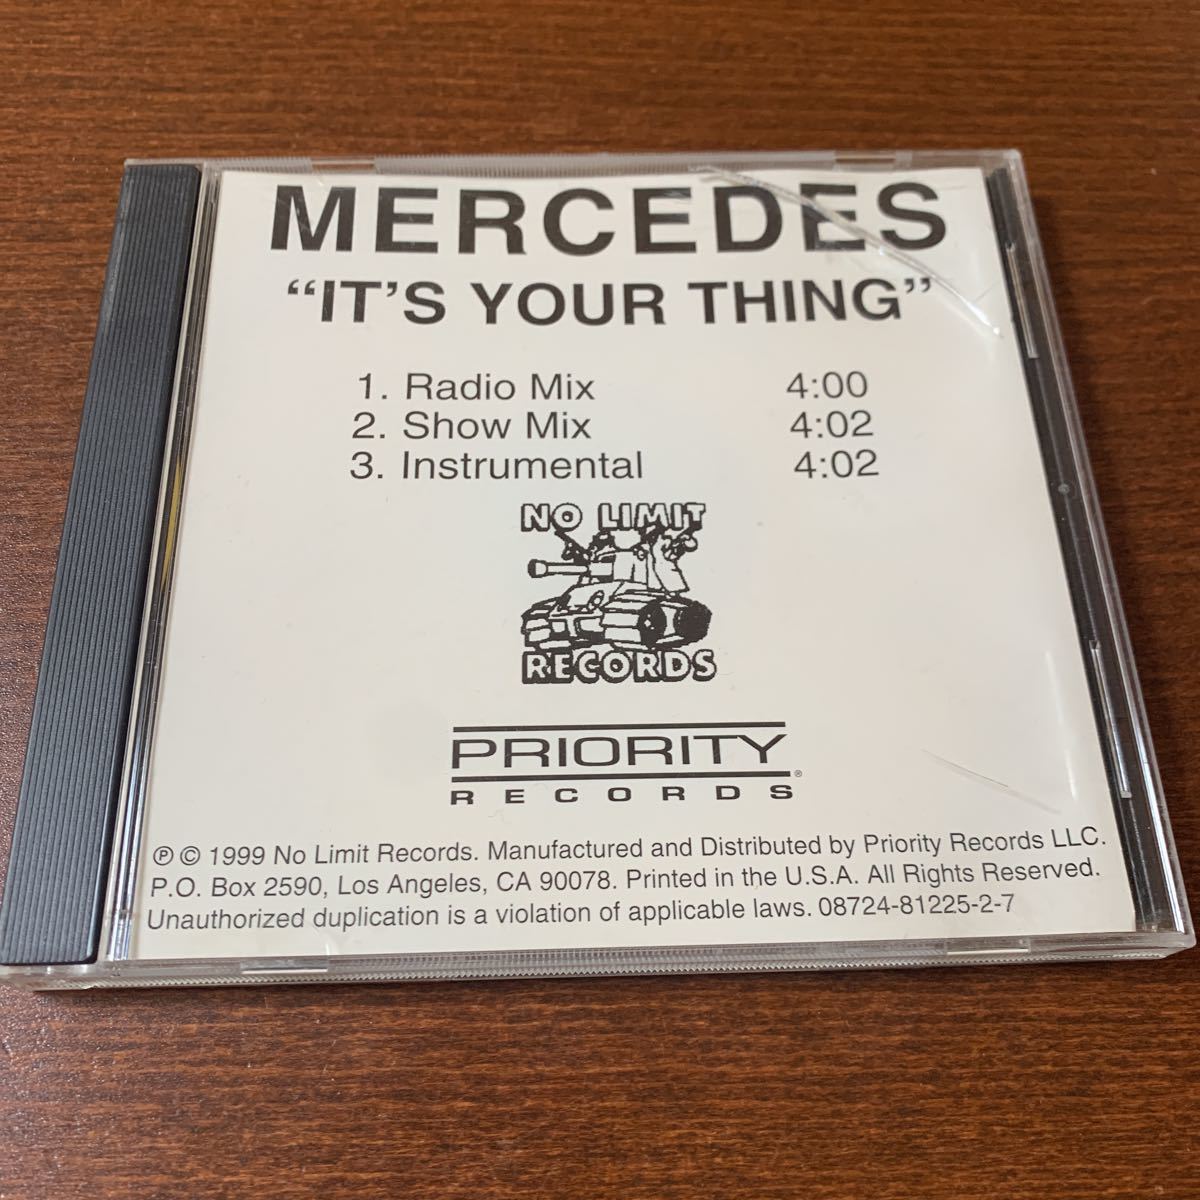 MERCEDES
“IT’S YOUR THING”
1. Radio Mix 4:00
2. Show Mix 4:02
3. Instrumental 4:02
NO LIMIT
RECORDS
PRIORITY
RECORDS®
℗ © 1999 No Limit Records. Manufactured and Distributed by Priority Records LLC.
P.O. Box 2590, Los Angeles, CA 90078. Printed in the U.S.A. All Rights Reserved.
Unauthorized duplication is a violation of applicable laws. 08724-81225-2-7